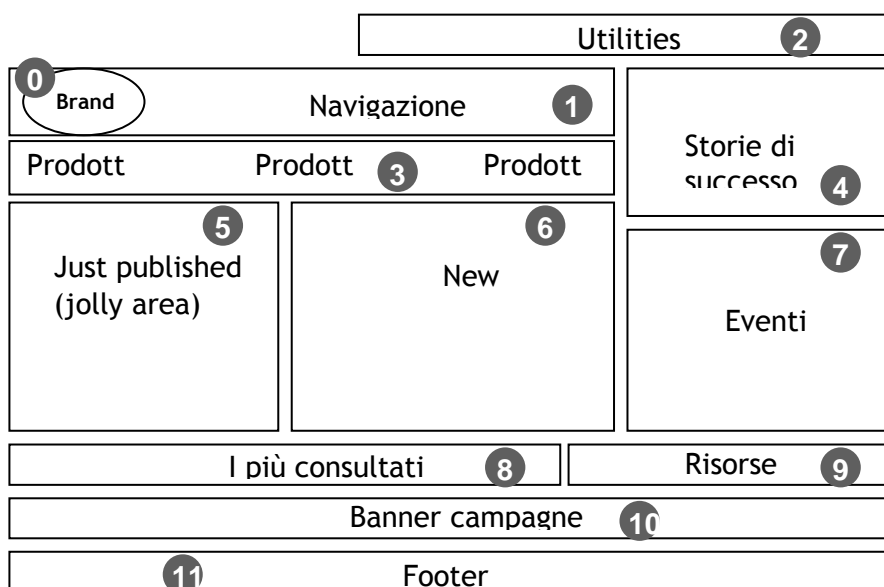 Utilities 2
0
Brand Navigazione 1
Prodott Prodott 3 Prodott
Storie di
successo 4
5
Just published
(jolly area)
6
New
7
Eventi
I più consultati 8
Risorse 9
Banner campagne 10
11 Footer